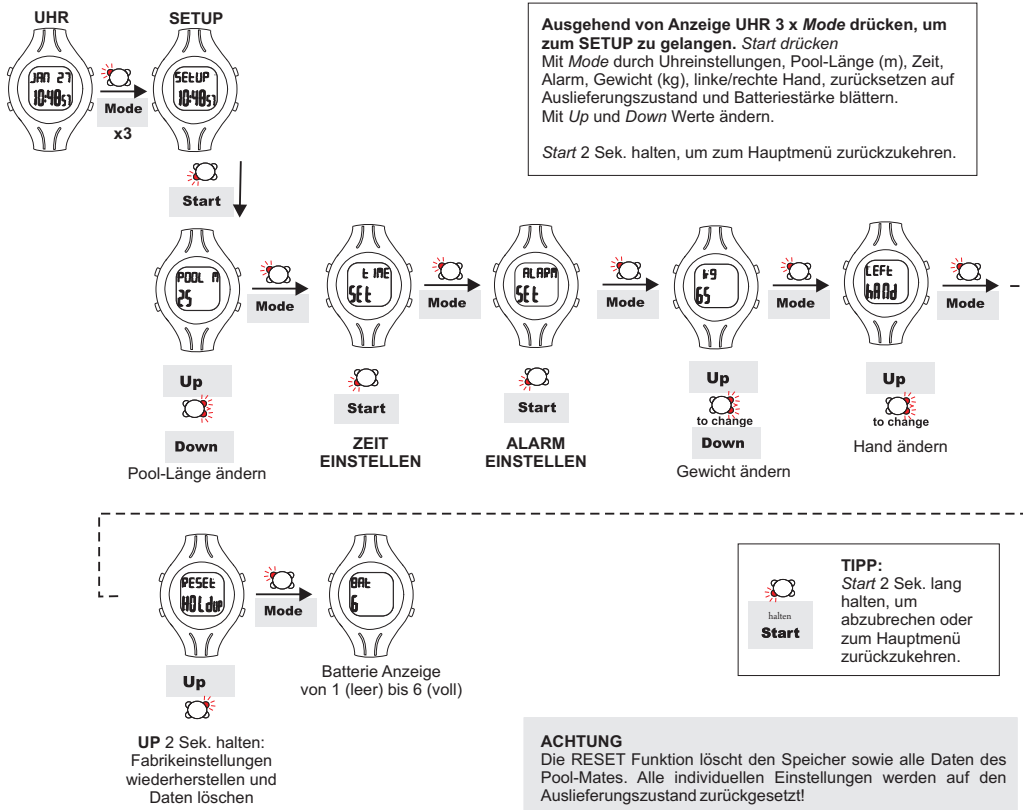 UHR
SETUP
JAN 27
10:4857
Mode
x3
SEtUP
10:4857
Ausgehend von Anzeige UHR 3 x Mode drücken, um
zum SETUP zu gelangen. Start drücken
Mit Mode durch Uhreinstellungen, Pool-Länge (m), Zeit,
Alarm, Gewicht (kg), linke/rechte Hand, zurücksetzen auf
Auslieferungszustand und Batteriestärke blättern.
Mit Up und Down Werte ändern.
Start 2 Sek. halten, um zum Hauptmenü zurückzukehren.
Start
POOL M
25
Mode
Up
Down
Pool-Länge ändern
tIME
SEt
Mode
Start
ZEIT
EINSTELLEN
ALARM
SEt
Mode
Start
ALARM
EINSTELLEN
kg
65
Mode
Up
to change
Down
Gewicht ändern
LEFt
hANd
Mode
Up
to change
Hand ändern
RESEt
HOLdUP
Mode
Up
UP 2 Sek. halten:
Fabrikeinstellungen
wiederherstellen und
Daten löschen
BAt
6
Batterie Anzeige
von 1 (leer) bis 6 (voll)
halten
Start
TIPP:
Start 2 Sek. lang
halten, um
abzubrechen oder
zum Hauptmenü
zurückzukehren.
ACHTUNG
Die RESET Funktion löscht den Speicher sowie alle Daten des
Pool-Mates. Alle individuellen Einstellungen werden auf den
Auslieferungszustand zurückgesetzt!